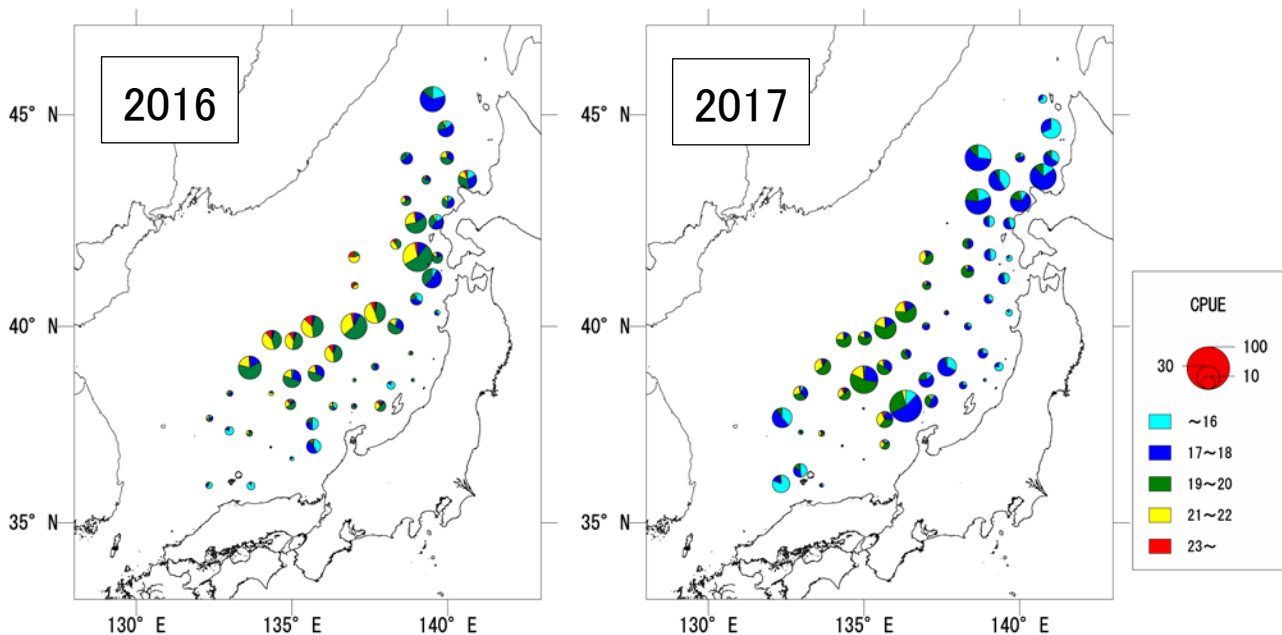 2016
2017
45° N
45° N
40° N
40° N
35° N
35° N
130° E
135° E
140° E
130° E
135° E
140° E
CPUE
100
30
10
～16
17～18
19～20
21～22
23～